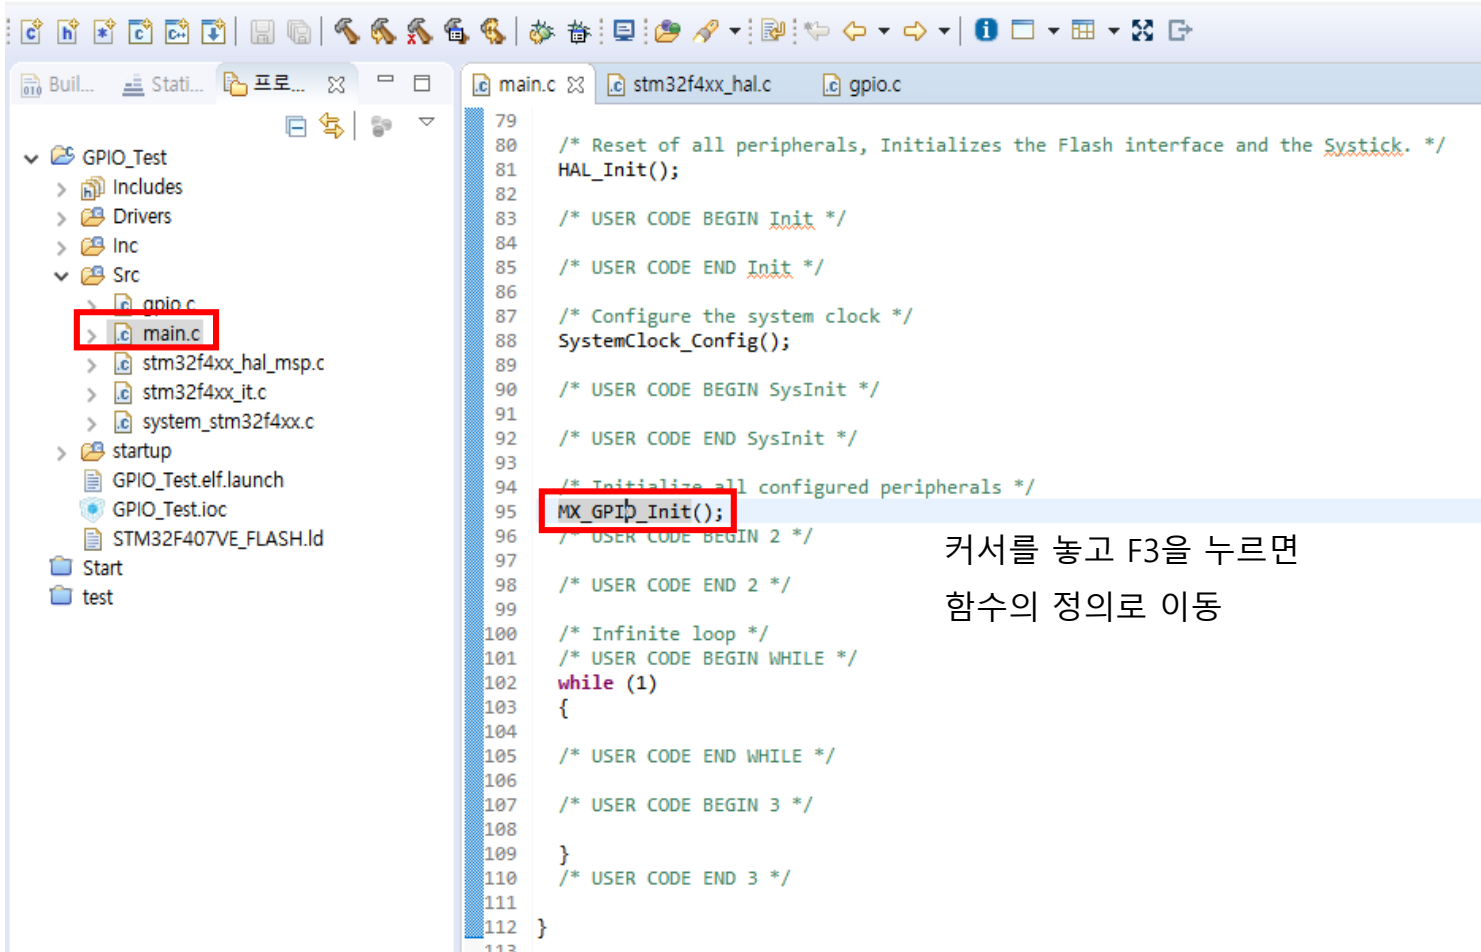 Buil...
Stati...
프로...
main.c
stm32f4xx_hal.c
gpio.c
GPIO_Test
Includes
Drivers
Inc
Src
gpio.c
main.c
stm32f4xx_hal_msp.c
stm32f4xx_it.c
system_stm32f4xx.c
startup
GPIO_Test.elf.launch
GPIO_Test.ioc
STM32F407VE_FLASH.ld
Start
test
79
80 /* Reset of all peripherals, Initializes the Flash interface and the Systick. */
81 HAL_Init();
82
83 /* USER CODE BEGIN Init */
84
85 /* USER CODE END Init */
86
87 /* Configure the system clock */
88 SystemClock_Config();
89
90 /* USER CODE BEGIN SysInit */
91
92 /* USER CODE END SysInit */
93
94 /* Initialize all configured peripherals */
95 MX_GPIO_Init();
96 /* USER CODE BEGIN 2 */
97
98 /* USER CODE END 2 */
99
100 /* Infinite loop */
101 /* USER CODE BEGIN WHILE */
102 while (1)
103 {
104
105 /* USER CODE END WHILE */
106
107 /* USER CODE BEGIN 3 */
108
109 }
110 /* USER CODE END 3 */
111
112 }
113
커서를 놓고 F3을 누르면
함수의 정의로 이동